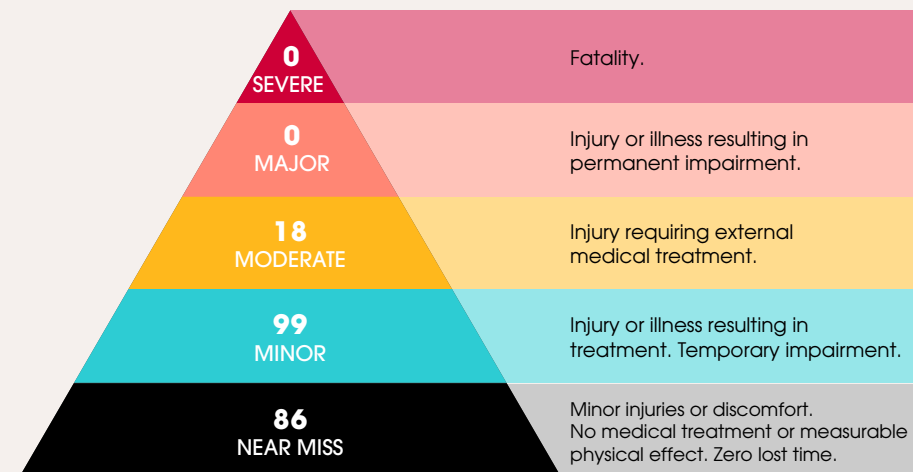 0
SEVERE
Fatality.
0
MAJOR
Injury or illness resulting in
permanent impairment.
18
MODERATE
Injury requiring external
medical treatment.
99
MINOR
Injury or illness resulting in
treatment. Temporary impairment.
86
NEAR MISS
Minor injuries or discomfort.
No medical treatment or measurable
physical effect. Zero lost time.